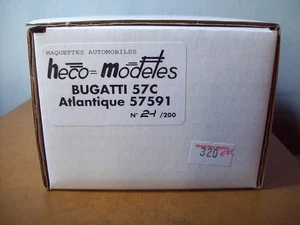 MAQUETTES AUTOMOBILES
heco modeles
BUGATTI 57C
Atlantique 57591
N° 21 /200
320